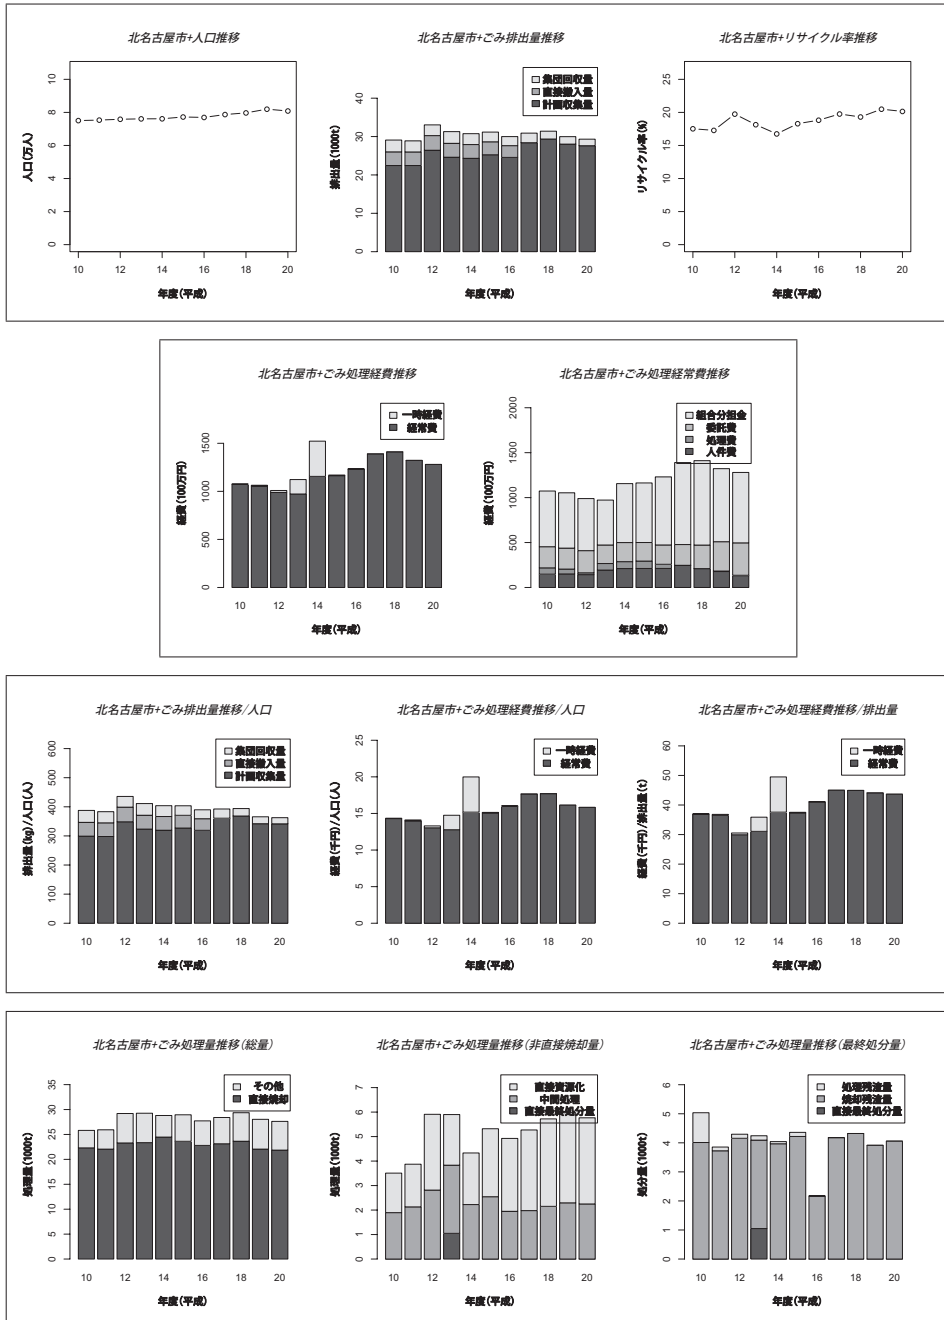 北名古屋市+人口推移
人口(万人)
0 2 4 6 8 10
10 12 14 16 18 20
年度(平成)
北名古屋市+ごみ排出量推移
集団回収量
直接搬入量
計画収集量
排出量(1000t)
0 10 20 30 40
10 12 14 16 18 20
年度(平成)
北名古屋市+リサイクル率推移
リサイクル率(%)
0 5 10 15 20 25
10 12 14 16 18 20
年度(平成)
北名古屋市+ごみ処理経費推移
一時経費
経常費
経費(100万円)
0 500 1000 1500
10 12 14 16 18 20
年度(平成)
北名古屋市+ごみ処理経常費推移
組合分担金
委託費
処理費
人件費
経費(100万円)
0 500 1000 1500 2000
10 12 14 16 18 20
年度(平成)
北名古屋市+ごみ排出量推移/人口
集団回収量
直接搬入量
計画収集量
排出量(kg)/人口(人)
0 100 200 300 400 500 600
10 12 14 16 18 20
年度(平成)
北名古屋市+ごみ処理経費推移/人口
一時経費
経常費
経費(千円)/人口(人)
0 5 10 15 20 25
10 12 14 16 18 20
年度(平成)
北名古屋市+ごみ処理経費推移/排出量
一時経費
経常費
経費(千円)/排出量(t)
0 10 20 30 40 50 60
10 12 14 16 18 20
年度(平成)
北名古屋市+ごみ処理量推移(総量)
その他
直接焼却
処理量(1000t)
0 5 10 15 20 25 30 35
10 12 14 16 18 20
年度(平成)
北名古屋市+ごみ処理量推移(非直接焼却量)
直接資源化
中間処理
直接最終処分量
処理量(1000t)
0 1 2 3 4 5 6 7
10 12 14 16 18 20
年度(平成)
北名古屋市+ごみ処理量推移(最終処分量)
処理残渣量
焼却残渣量
直接最終処分量
処分量(1000t)
0 1 2 3 4 5 6
10 12 14 16 18 20
年度(平成)